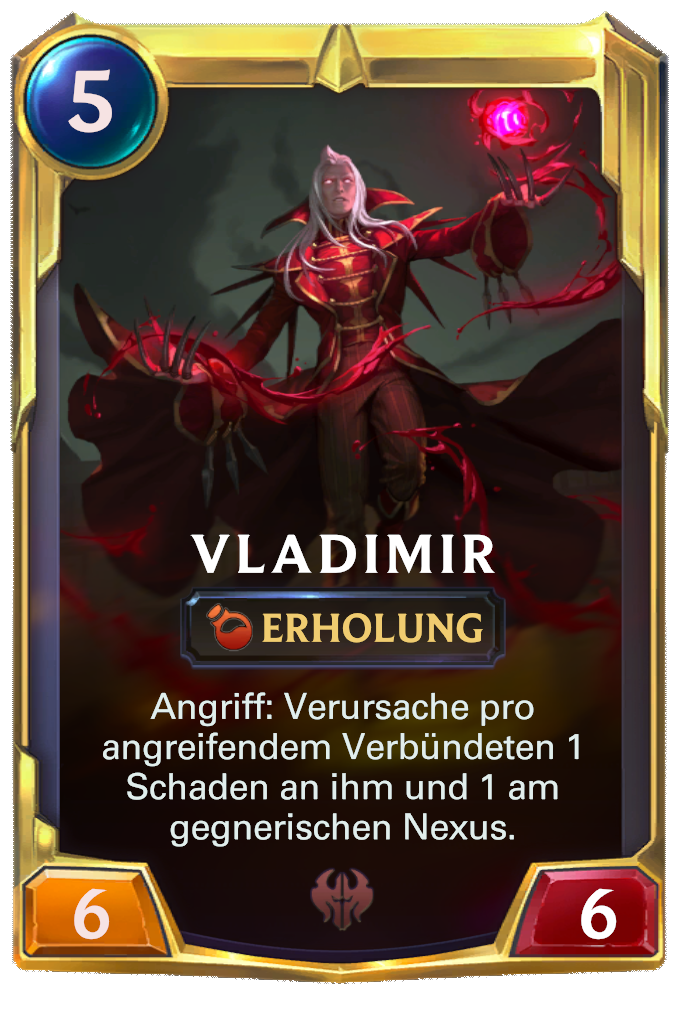 5
VLADIMIR
ERHOLUNG
Angriff: Verursache pro
angreifendem Verbündeten 1
Schaden an ihm und 1 am
gegnerischen Nexus.
6 6